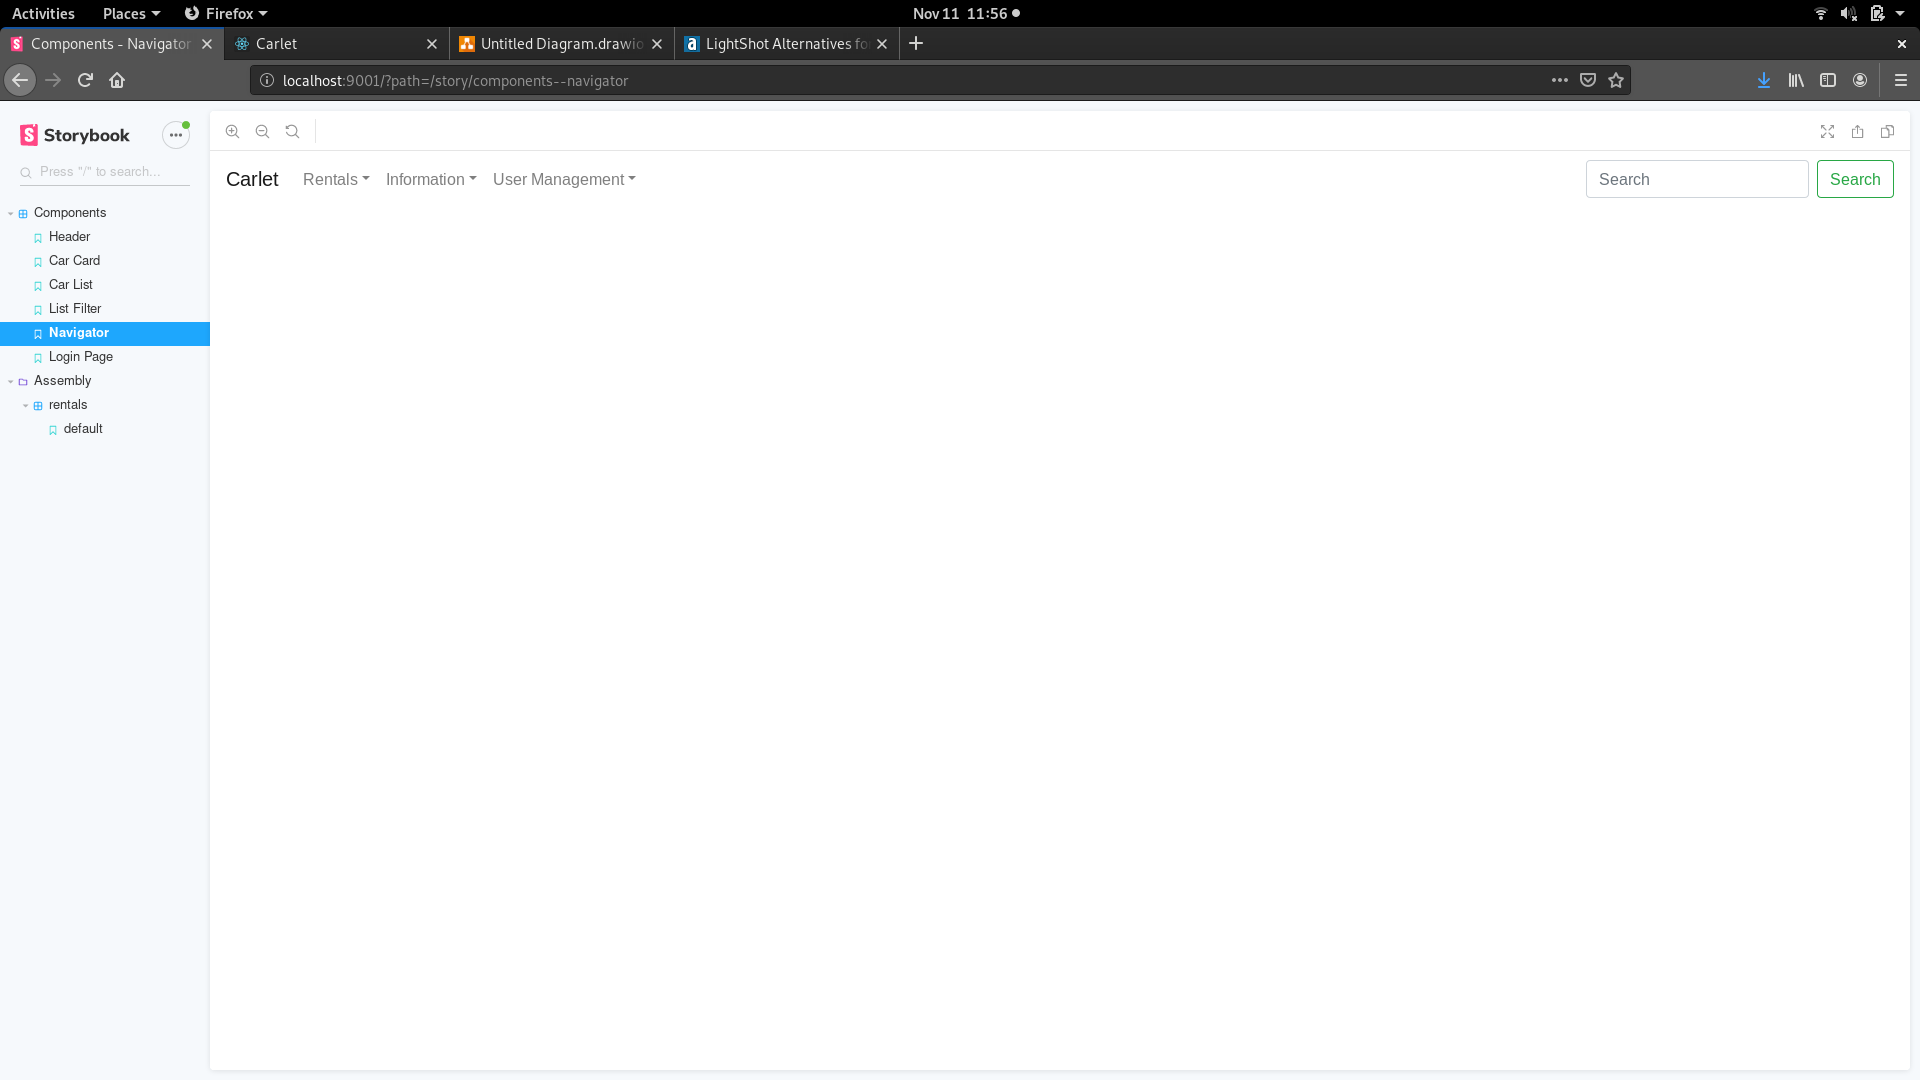 Activities Places Firefox Nov 11 11:56
Components - Navigator Carlet Untitled Diagram.drawio LightShot Alternatives fo
localhost:9001/?path=/story/components--navigator
Storybook
Press "/" to search...
Carlet Rentals Information User Management Search Search
Components
Header
Car Card
Car List
List Filter
Navigator
Login Page
Assembly
rentals
default